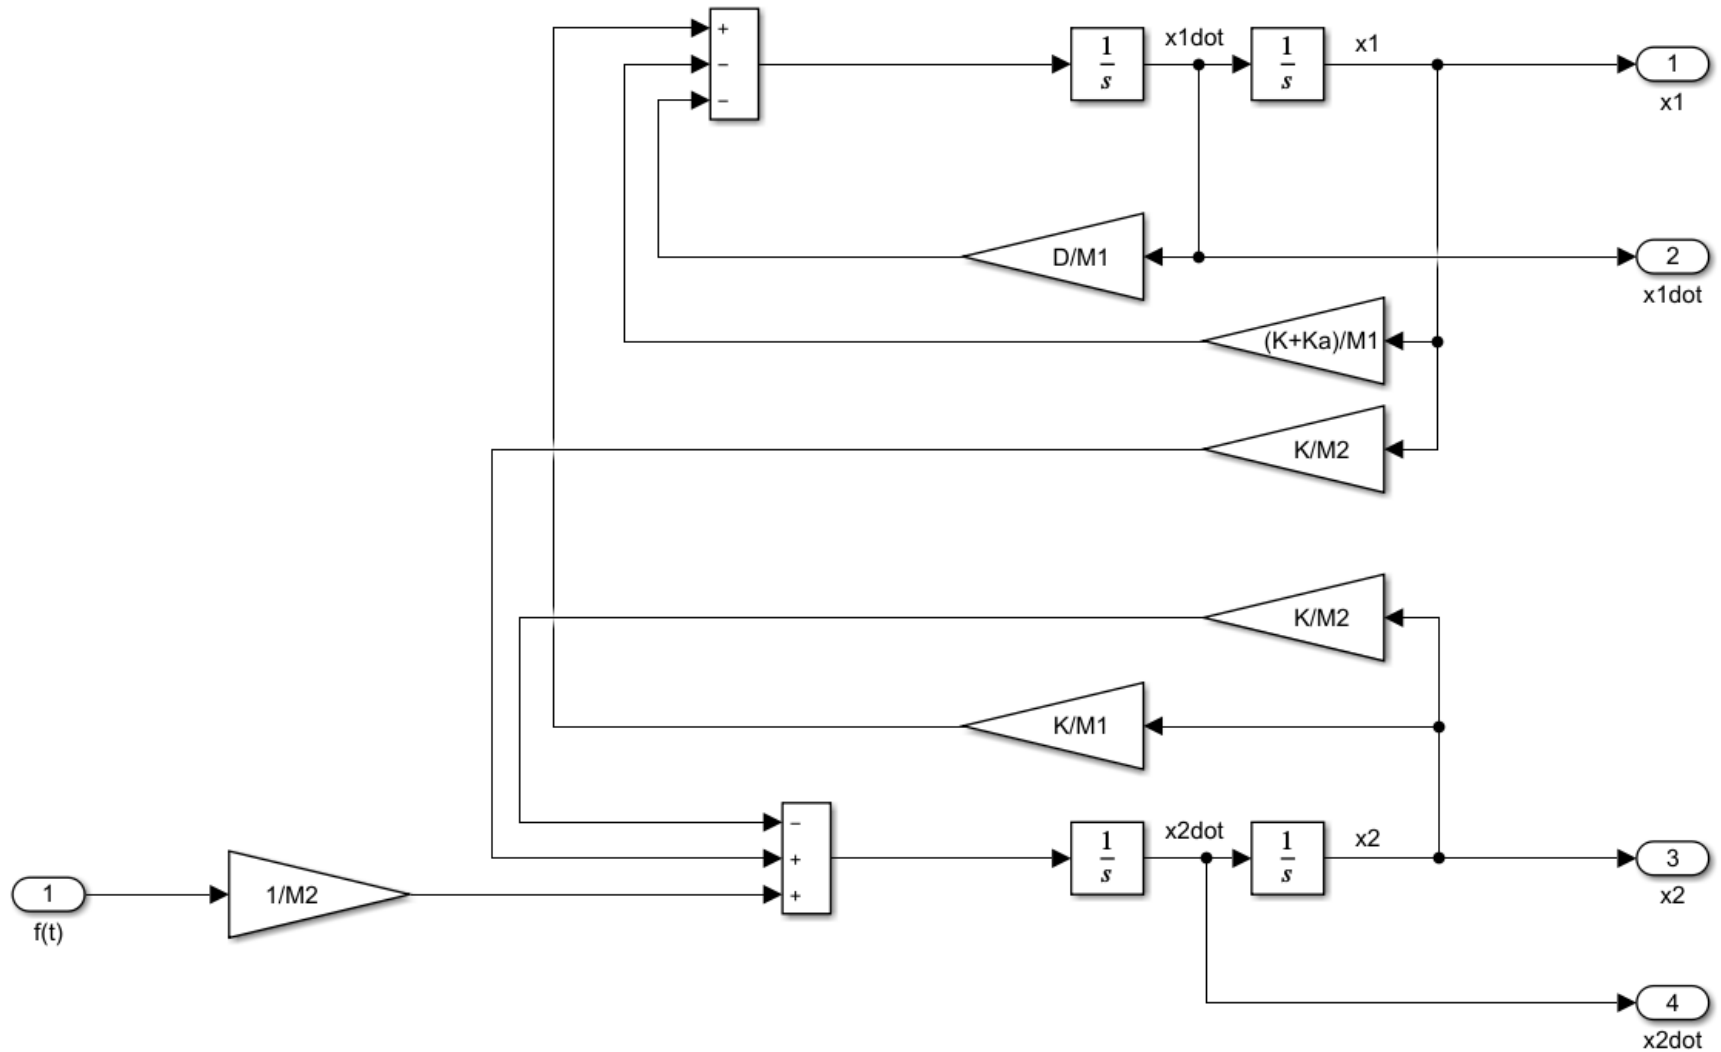 +
−
−
1
s
x1dot
1
s
x1
1
x1
D/M1
2
x1dot
(K+Ka)/M1
K/M2
K/M2
K/M1
−
+
+
1
s
x2dot
1
s
x2
3
x2
1
f(t)
1/M2
4
x2dot